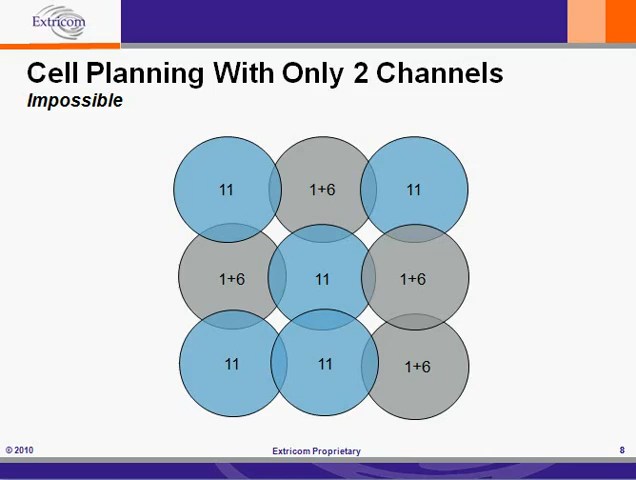 Extricom
Cell Planning With Only 2 Channels
Impossible
11 1+6 11
1+6 11 1+6
11 11 1+6
© 2010 Extricom Proprietary 8